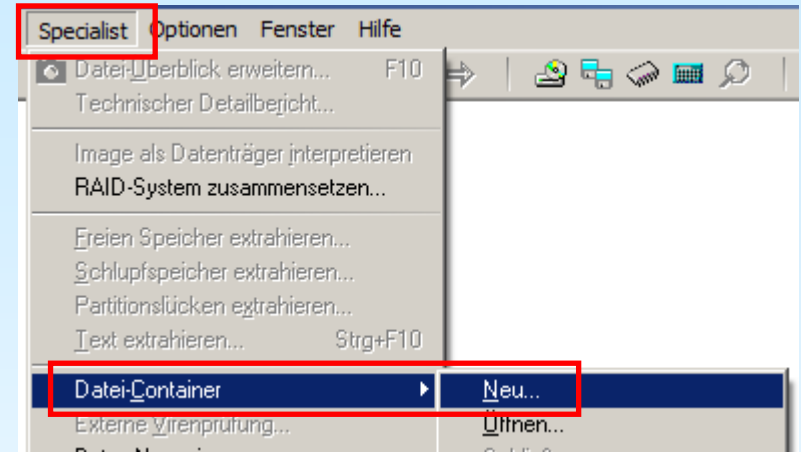 Specialist Optionen Fenster Hilfe
Datei-Überblick erweitern... F10
Technischer Detailbericht...
Image als Datenträger interpretieren
RAID-System zusammensetzen...
Freien Speicher extrahieren...
Schlupfspeicher extrahieren...
Partitionslücken extrahieren...
Text extrahieren... Strg+F10
Datei-Container Neu...
Externe Virenprüfung... Öffnen...